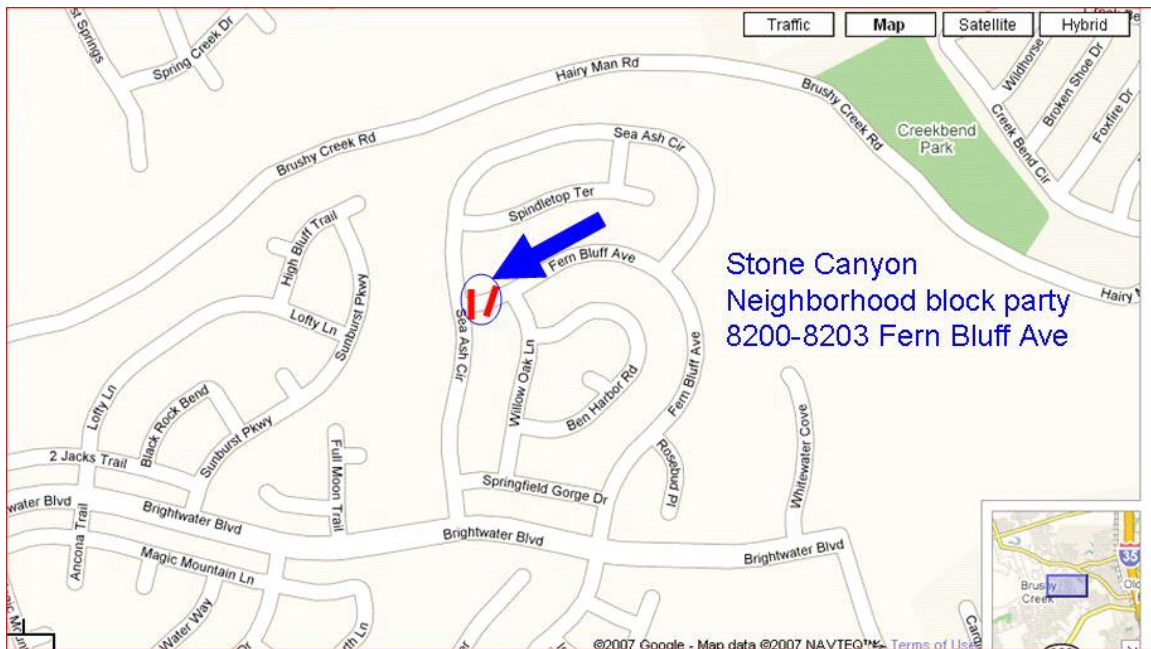 Traffic
Map
Satellite
Hybrid
Springs
Spring Creek Dr
Hairy Man Rd
Brushy Creek Rd
Brushy Creek Rd
Creekbend
Park
Wildhorse
Broken Shoe Dr
Foxfire Dr
Creek Bend Cir
Sea Ash Cir
Spindletop Ter
Fern Bluff Ave
High Bluff Trail
Sunburst Pkwy
Lofty Ln
Stone Canyon
Neighborhood block party
8200-8203 Fern Bluff Ave
Hairy M
Sea Ash Cir
Willow Oak Ln
Ben Harbor Rd
Fern Bluff Ave
Lofty Ln
Black Rock Bend
Sunburst Pkwy
Full Moon Trail
Rosebud Pl
Whitewater Cove
2 Jacks Trail
Springfield Gorge Dr
water Blvd
Brightwater Blvd
Brightwater Blvd
Brightwater Blvd
Ancona Trail
Magic Mountain Ln
Water Way
35
Brushy
Creek
©2007 Google - Map data ©2007 NAVTEQ™ - Terms of Use